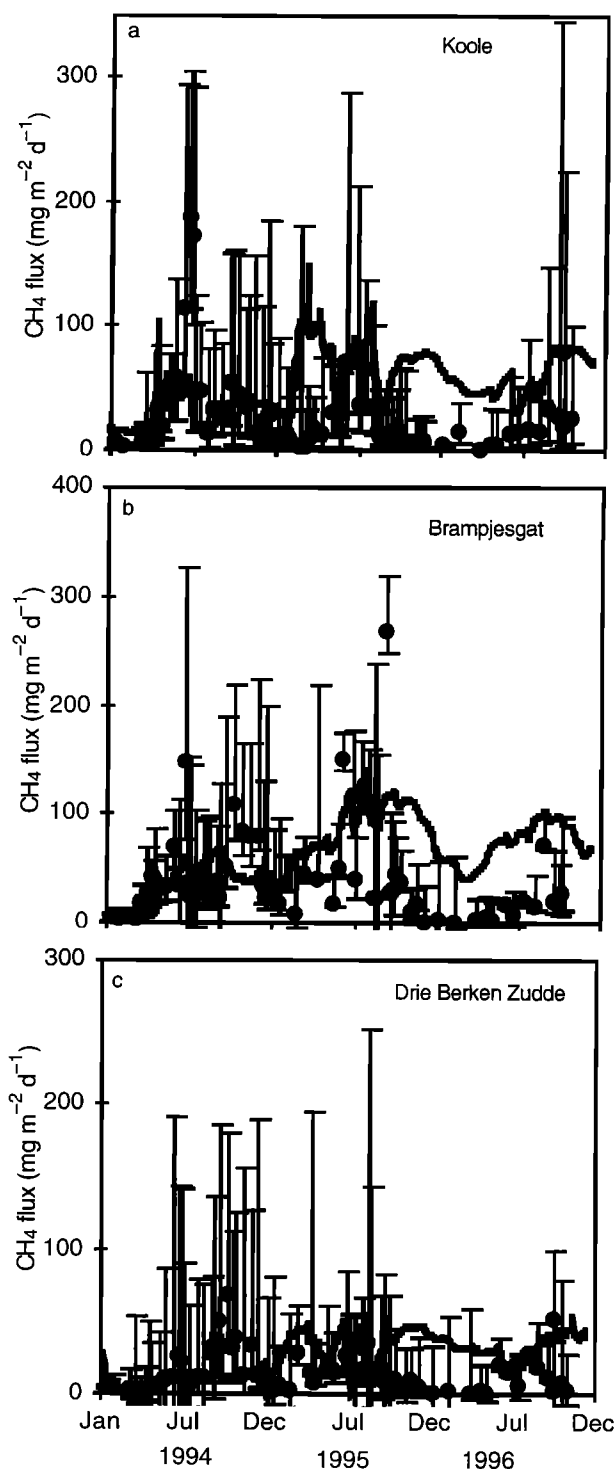 a
Koole
300
200
100
0
CH4 flux (mg m−2 d−1)
b
Brampjesgat
400
300
200
100
0
CH4 flux (mg m−2 d−1)
c
Drie Berken Zudde
300
200
100
0
CH4 flux (mg m−2 d−1)
Jan Jul Dec Jul Dec Jul Dec
1994 1995 1996